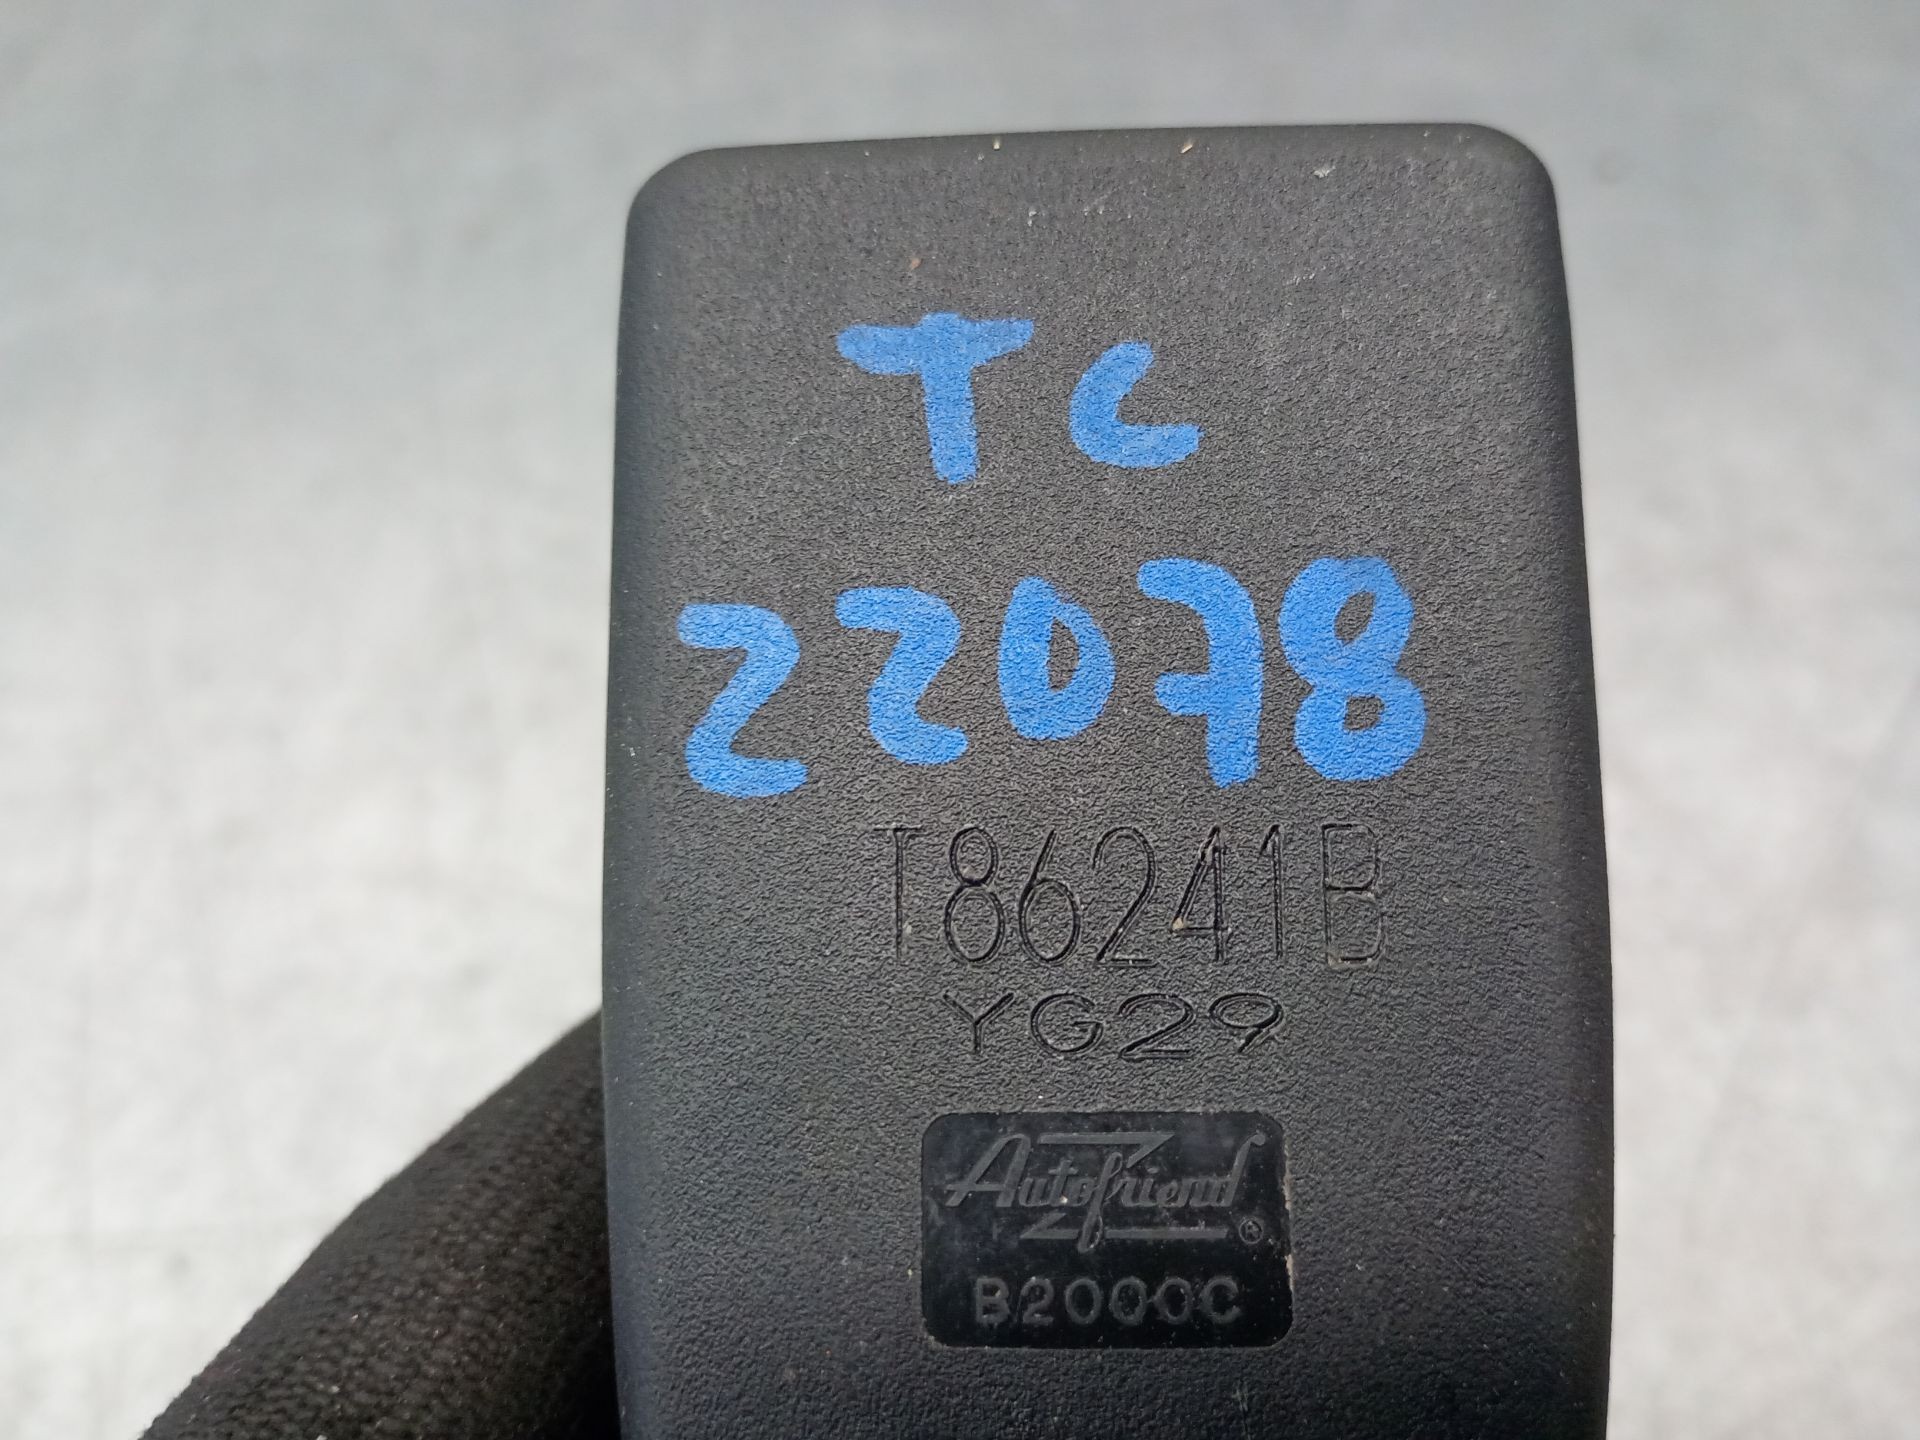 TC
22078
T86241B
YG29
Autofriend ®
B2000C